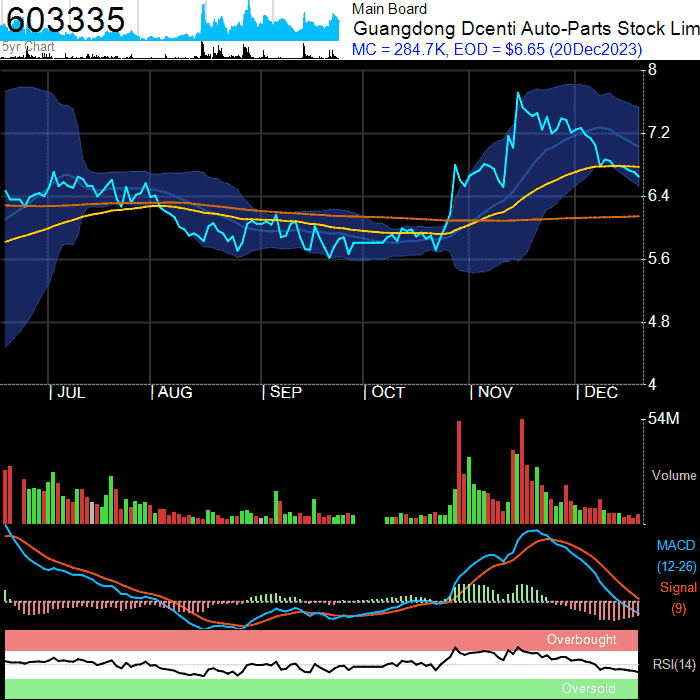 603335
5yr Chart
Main Board
Guangdong Dcenti Auto-Parts Stock Lim
MC = 284.7K, EOD = $6.65 (20Dec2023)
8
7.2
6.4
5.6
4.8
4
| JUL | AUG | SEP | OCT | NOV | DEC
54M
Volume
MACD
(12-26)
Signal
(9)
Overbought
RSI(14)
Oversold